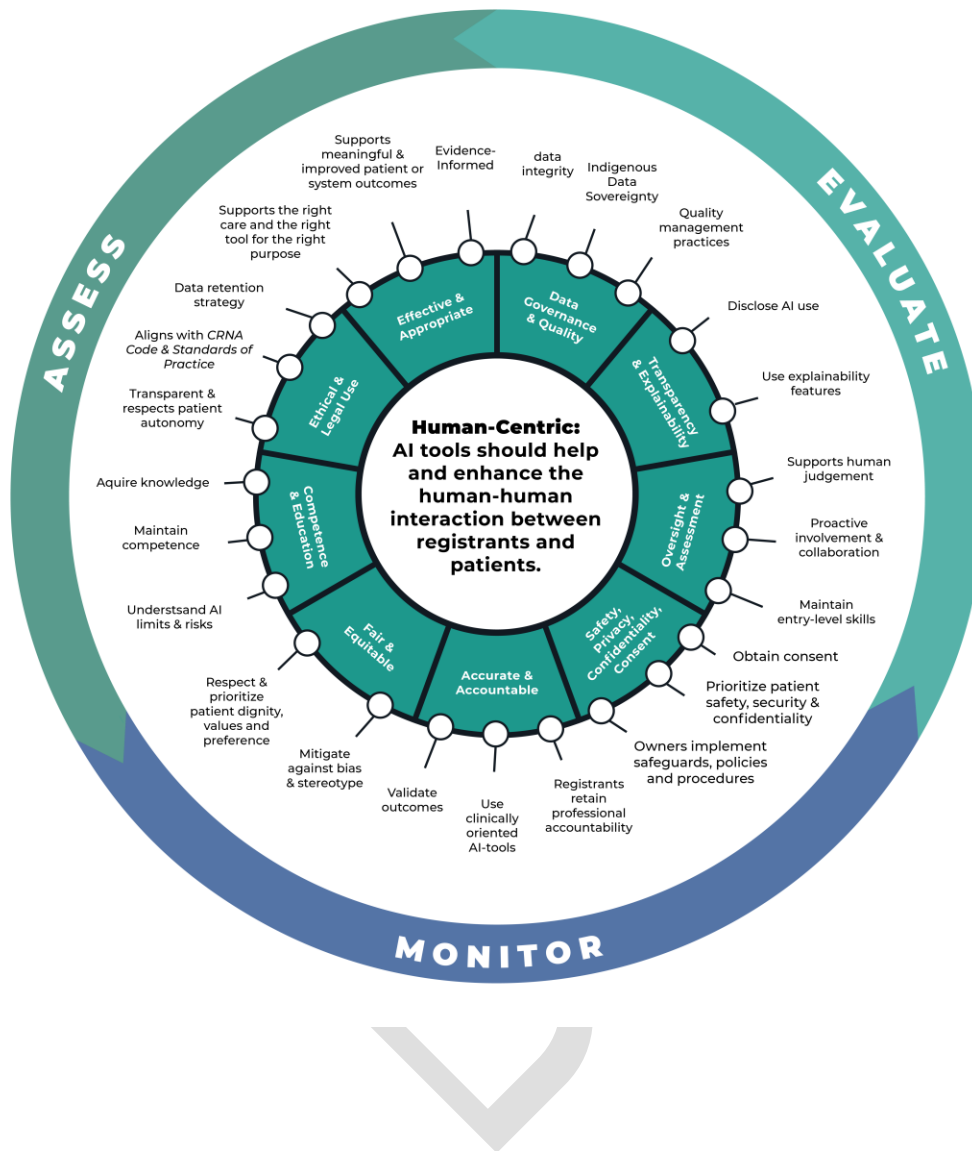 ASSESS
EVALUATE
MONITOR
Human-Centric:
AI tools should help
and enhance the
human-human
interaction between
registrants and
patients.
Effective &
Appropriate
Supports the right
care and the right
tool for the right
purpose
Supports
meaningful &
improved patient or
system outcomes
Evidence-
Informed
Data
Governance
& Quality
data
integrity
Indigenous
Data
Sovereignty
Quality
management
practices
Transparency
& Explainability
Disclose AI use
Use explainability
features
Oversight &
Assessment
Supports human
judgement
Proactive
involvement &
collaboration
Maintain
entry-level skills
Safety,
Privacy,
Confidentiality,
Consent
Obtain consent
Prioritize patient
safety, security &
confidentiality
Owners implement
safeguards, policies
and procedures
Accurate &
Accountable
Registrants
retain
professional
accountability
Use
clinically
oriented
AI-tools
Validate
outcomes
Fair &
Equitable
Mitigate
against bias
& stereotype
Respect &
prioritize
patient dignity,
values and
preference
Competence
& Education
Understsand AI
limits & risks
Maintain
competence
Aquire knowledge
Ethical &
Legal Use
Transparent &
respects patient
autonomy
Aligns with CRNA
Code & Standards of
Practice
Data retention
strategy